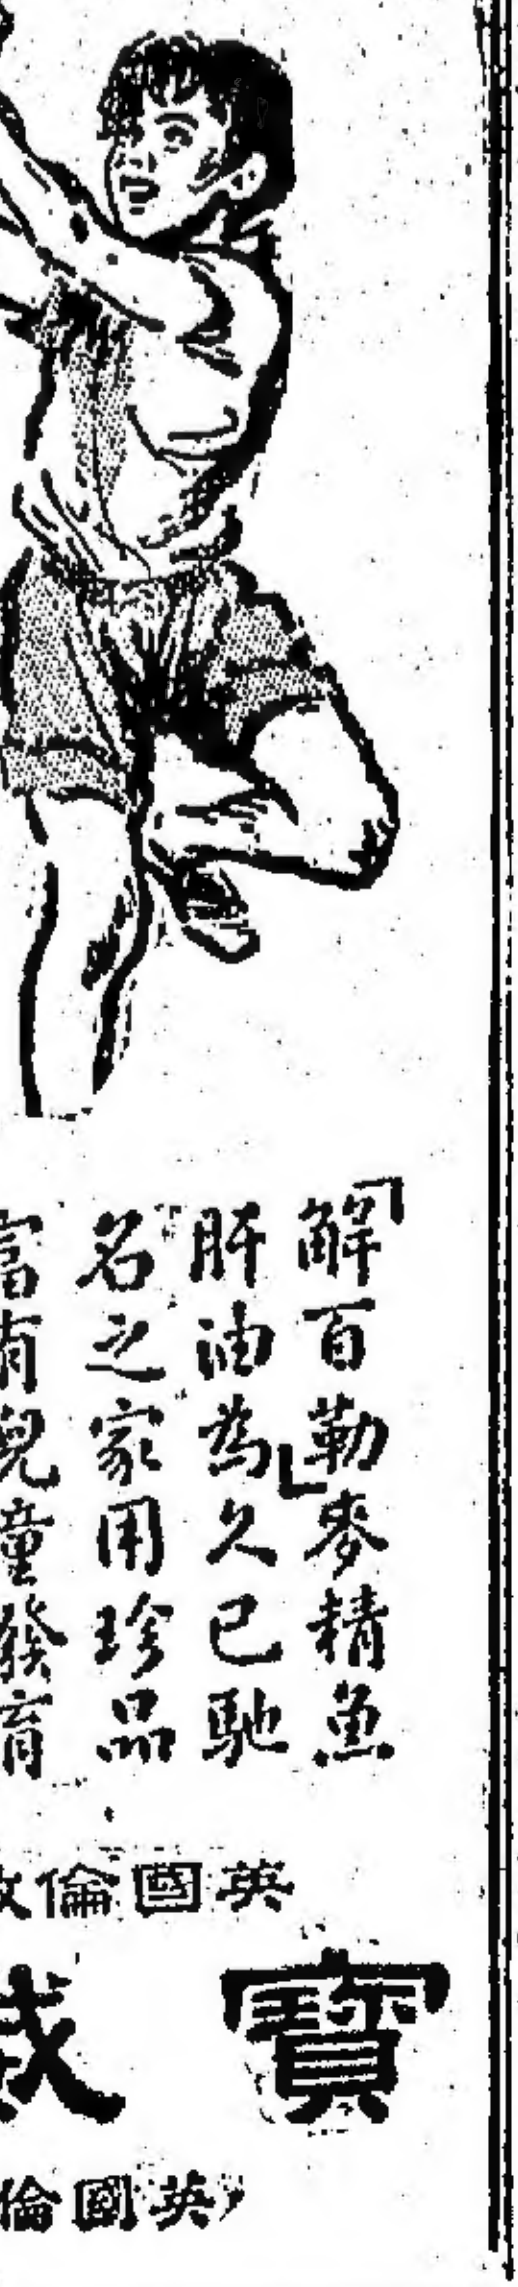 「解百勒」麥精魚
肝油為久已馳
名之家用珍品
富有兒童發育
英國倫敦
寶威
英國倫